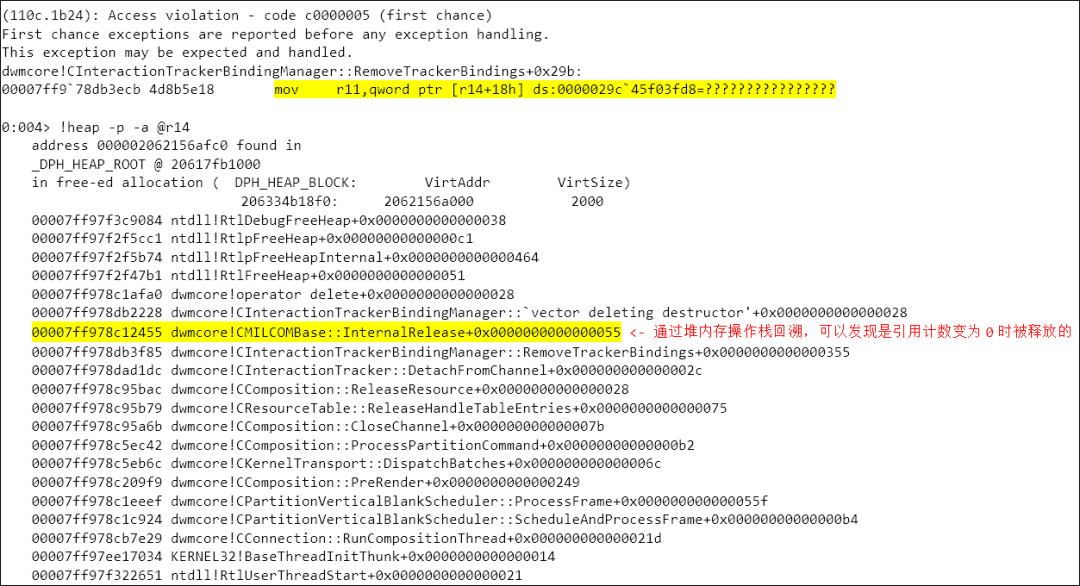 (110c.1b24): Access violation - code c0000005 (first chance)
First chance exceptions are reported before any exception handling.
This exception may be expected and handled.
dwmcore!CInteractionTrackerBindingManager::RemoveTrackerBindings+0x29b:
00007ff9`78db3ecb 4d8b5e18        mov     r11,qword ptr [r14+18h] ds:0000029c`45f03fd8=????????????????
0:004> !heap -p -a @r14
    address 000002062156afc0 found in
    _DPH_HEAP_ROOT @ 20617fb1000
    in free-ed allocation (  DPH_HEAP_BLOCK:         VirtAddr         VirtSize)
                                206334b18f0:      2062156a000             2000
    00007ff97f3c9084 ntdll!RtlDebugFreeHeap+0x0000000000000038
    00007ff97f2f5cc1 ntdll!RtlpFreeHeap+0x00000000000000c1
    00007ff97f2f5b74 ntdll!RtlpFreeHeapInternal+0x0000000000000464
    00007ff97f2f47b1 ntdll!RtlFreeHeap+0x0000000000000051
    00007ff978c1afa0 dwmcore!operator delete+0x0000000000000028
    00007ff978db2228 dwmcore!CInteractionTrackerBindingManager::`vector deleting destructor'+0x0000000000000028
    00007ff978c12455 dwmcore!CMILCOMBase::InternalRelease+0x0000000000000055 <- 通过堆内存操作栈回溯，可以发现是引用计数变为 0 时被释放的
    00007ff978db3f85 dwmcore!CInteractionTrackerBindingManager::RemoveTrackerBindings+0x0000000000000355
    00007ff978dad1dc dwmcore!CInteractionTracker::DetachFromChannel+0x000000000000002c
    00007ff978c95bac dwmcore!CComposition::ReleaseResource+0x0000000000000028
    00007ff978c95b79 dwmcore!CResourceTable::ReleaseHandleTableEntries+0x0000000000000075
    00007ff978c95a6b dwmcore!CComposition::CloseChannel+0x000000000000007b
    00007ff978c5ec42 dwmcore!CComposition::ProcessPartitionCommand+0x00000000000000b2
    00007ff978c5eb6c dwmcore!CKernelTransport::DispatchBatches+0x000000000000006c
    00007ff978c209f9 dwmcore!CComposition::PreRender+0x0000000000000249
    00007ff978c1eeef dwmcore!CPartitionVerticalBlankScheduler::ProcessFrame+0x000000000000055f
    00007ff978c1c924 dwmcore!CPartitionVerticalBlankScheduler::ScheduleAndProcessFrame+0x00000000000000b4
    00007ff978cb7e29 dwmcore!CConnection::RunCompositionThread+0x000000000000021d
    00007ff97ee17034 KERNEL32!BaseThreadInitThunk+0x0000000000000014
    00007ff97f322651 ntdll!RtlUserThreadStart+0x0000000000000021